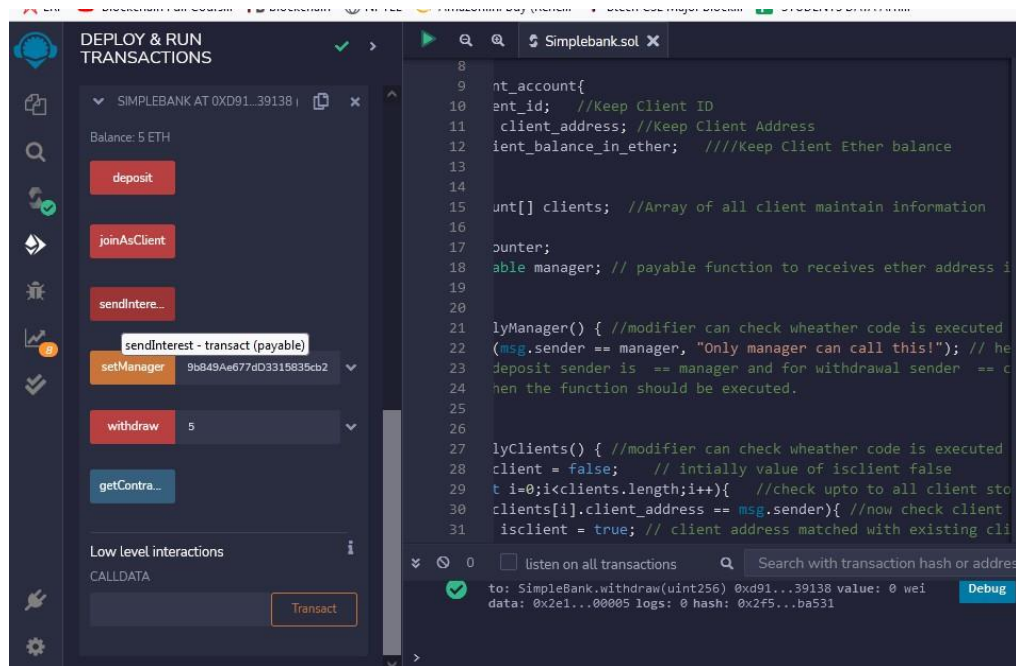 DEPLOY & RUN
TRANSACTIONS
SIMPLEBANK AT 0XD91...39138 (
Balance: 5 ETH
deposit
joinAsClient
sendIntere...
sendInterest - transact (payable)
setManager 9b849Ae677dD3315835cb2
withdraw 5
getContra...
Low level interactions
i
CALLDATA
Transact
8
Simplebank.sol
8
9 nt_account{
10 ent_id; //Keep Client ID
11 client_address; //Keep Client Address
12 ient_balance_in_ether; ////Keep Client Ether balance
13
14
15 unt[] clients; //Array of all client maintain information
16
17 ounter;
18 able manager; // payable function to receives ether address i
19
20
21 lyManager() { //modifier can check wheather code is executed
22 (msg.sender == manager, "Only manager can call this!"); // he
23 deposit sender is == manager and for withdrawal sender == c
24 hen the function should be executed.
25
26
27 lyClients() { //modifier can check wheather code is executed
28 client = false; // intially value of isclient false
29 t i=0;i<clients.length;i++){ //check upto to all client sto
30 clients[i].client_address == msg.sender){ //now check client
31 isclient = true; // client address matched with existing cli
0 listen on all transactions Search with transaction hash or addres
to: SimpleBank.withdraw(uint256) 0xd91...39138 value: 0 wei Debug
data: 0x2e1...00005 logs: 0 hash: 0x2f5...ba531
>